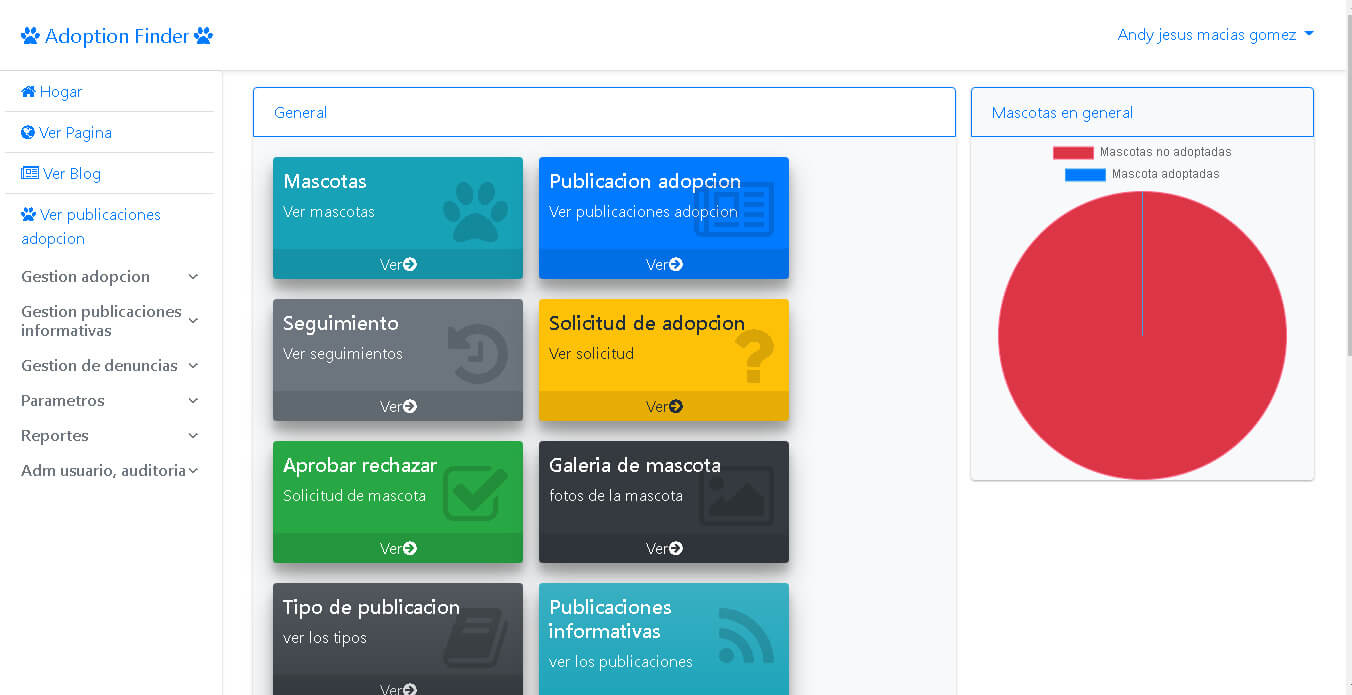 Adoption Finder
Andy jesus macias gomez
Hogar
Ver Pagina
Ver Blog
Ver publicaciones
adopcion
Gestion adopcion
Gestion publicaciones
informativas
Gestion de denuncias
Parametros
Reportes
Adm usuario, auditoria
General
Mascotas
Ver mascotas
Ver
Publicacion adopcion
Ver publicaciones adopcion
Ver
Seguimiento
Ver seguimientos
Ver
Solicitud de adopcion
Ver solicitud
Ver
Aprobar rechazar
Solicitud de mascota
Ver
Galeria de mascota
fotos de la mascota
Ver
Tipo de publicacion
ver los tipos
Ver
Publicaciones
informativas
ver los publicaciones
Mascotas en general
Mascotas no adoptadas
Mascota adoptadas